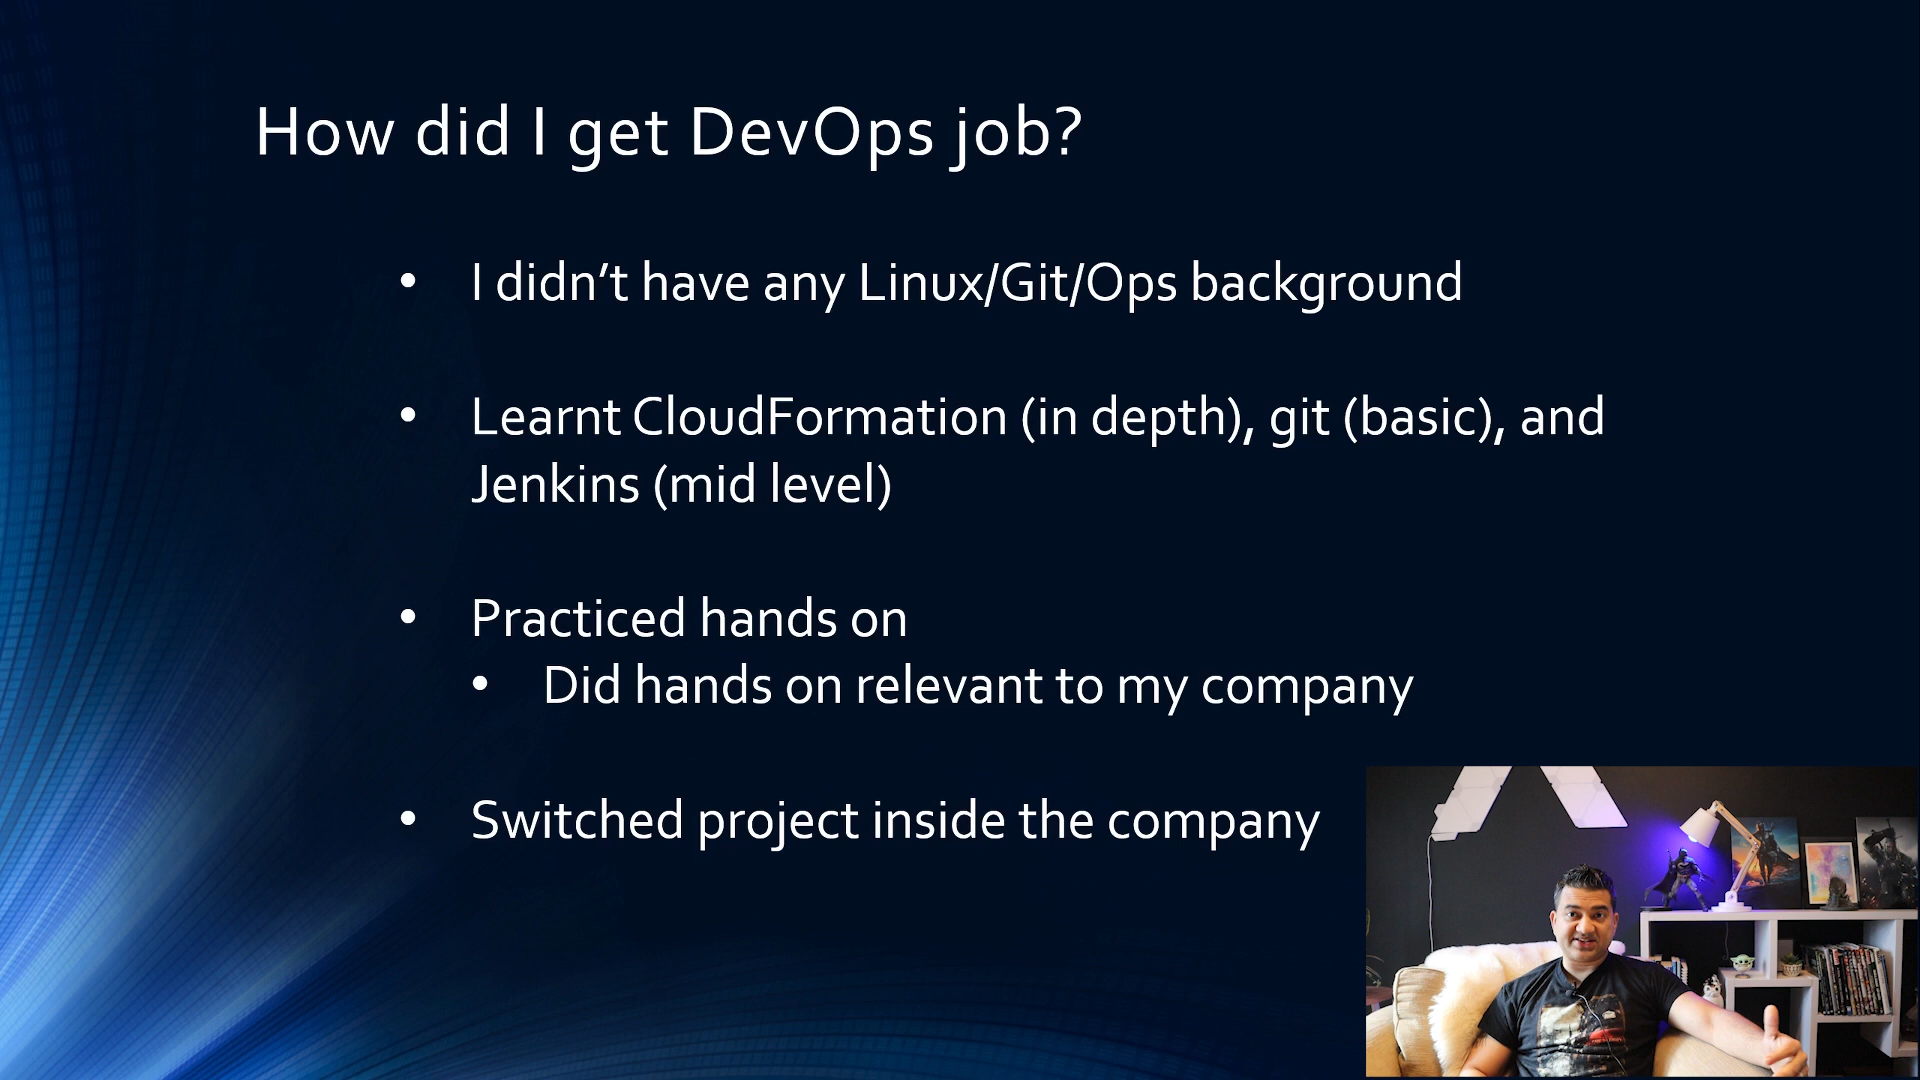 How did I get DevOps job?
• I didn’t have any Linux/Git/Ops background
• Learnt CloudFormation (in depth), git (basic), and
Jenkins (mid level)
• Practiced hands on
• Did hands on relevant to my company
• Switched project inside the company